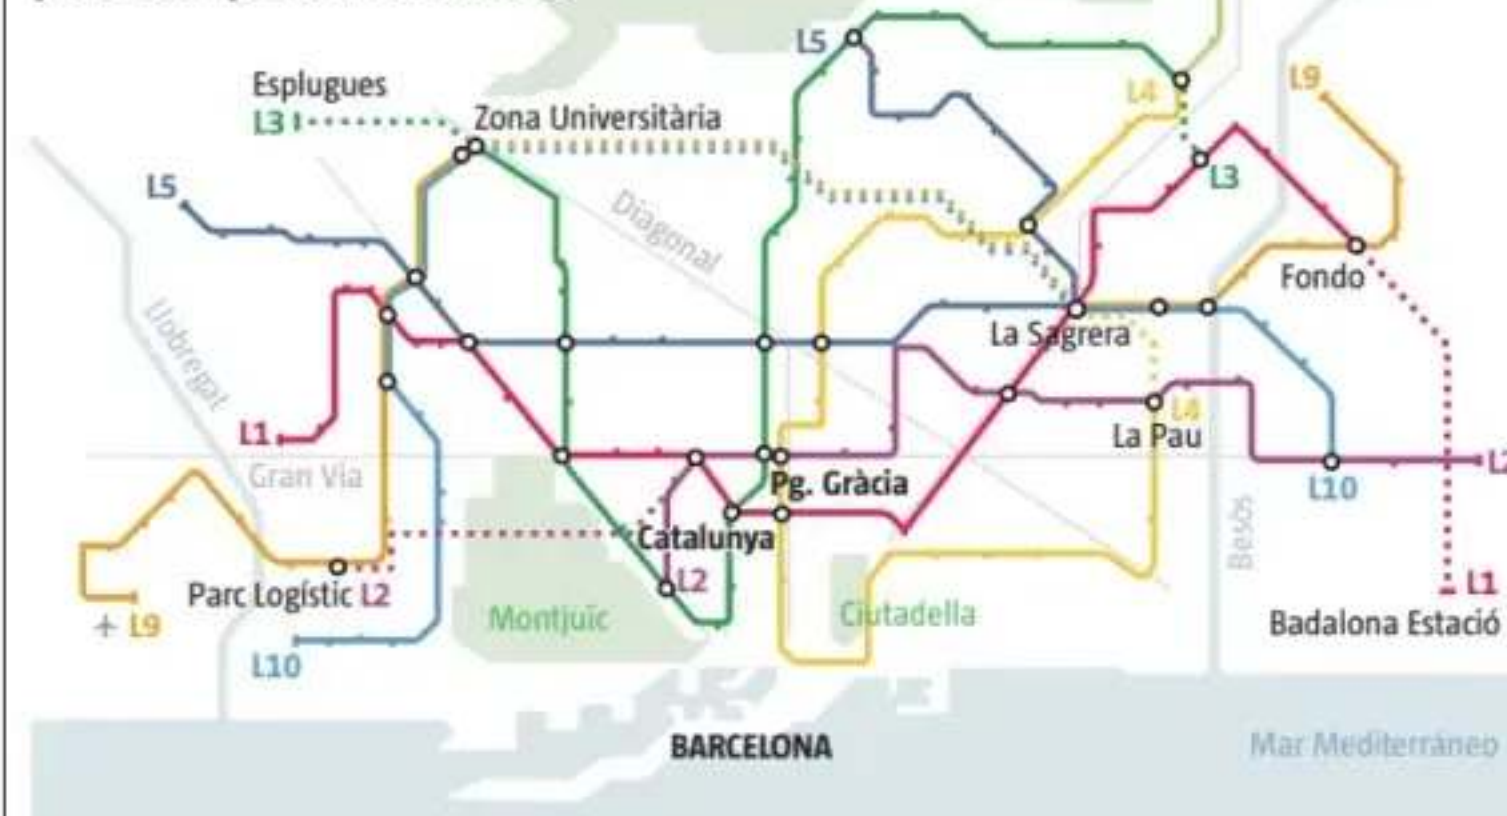 L5
Esplugues
L3
Zona Universitària
L4
L9
L5
L3
Diagonal
Fondo
Llobregat
La Sagrera
L1
Gran Via
L4
La Pau
Pg. Gràcia
L10
Catalunya
Besòs
L2
L1
Parc Logístic L2
Montjuïc
Ciutadella
Badalona Estació
L9
L10
BARCELONA
Mar Mediterráneo